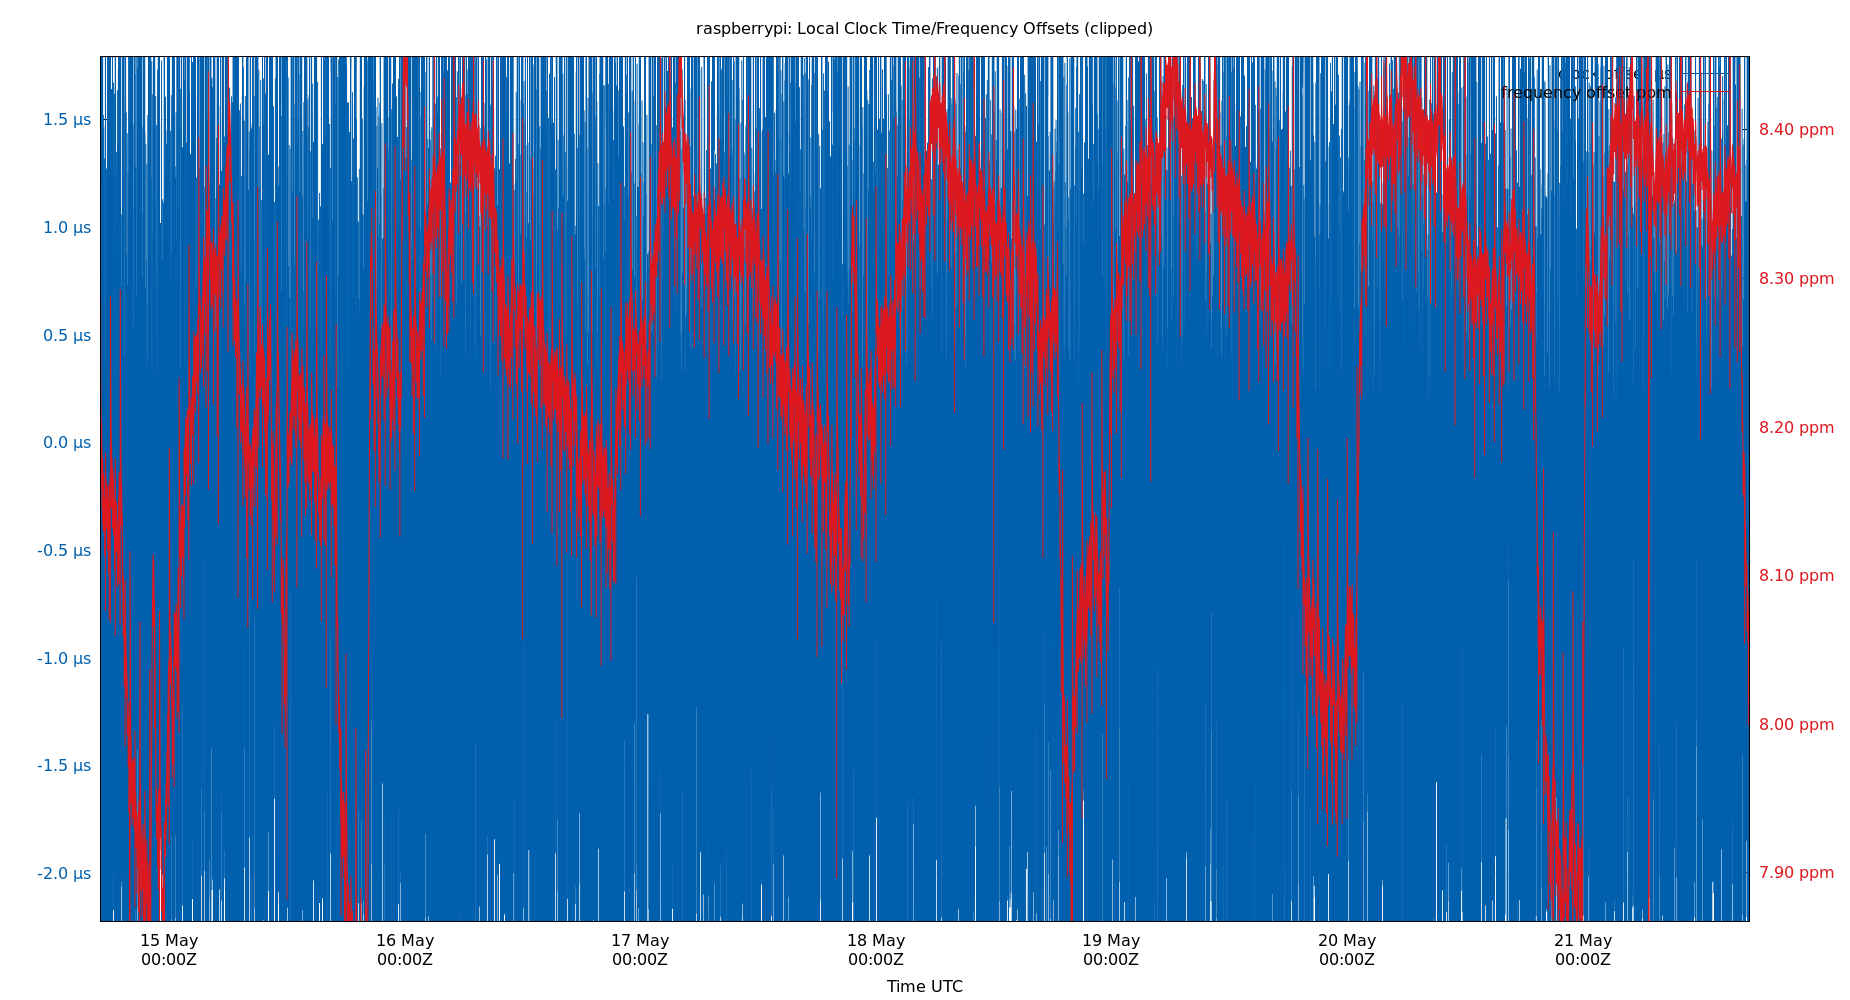 raspberrypi: Local Clock Time/Frequency Offsets (clipped)
clock offset µs
frequency offset ppm
1.5 µs
1.0 µs
0.5 µs
0.0 µs
-0.5 µs
-1.0 µs
-1.5 µs
-2.0 µs
8.40 ppm
8.30 ppm
8.20 ppm
8.10 ppm
8.00 ppm
7.90 ppm
15 May
00:00Z
16 May
00:00Z
17 May
00:00Z
18 May
00:00Z
19 May
00:00Z
20 May
00:00Z
21 May
00:00Z
Time UTC